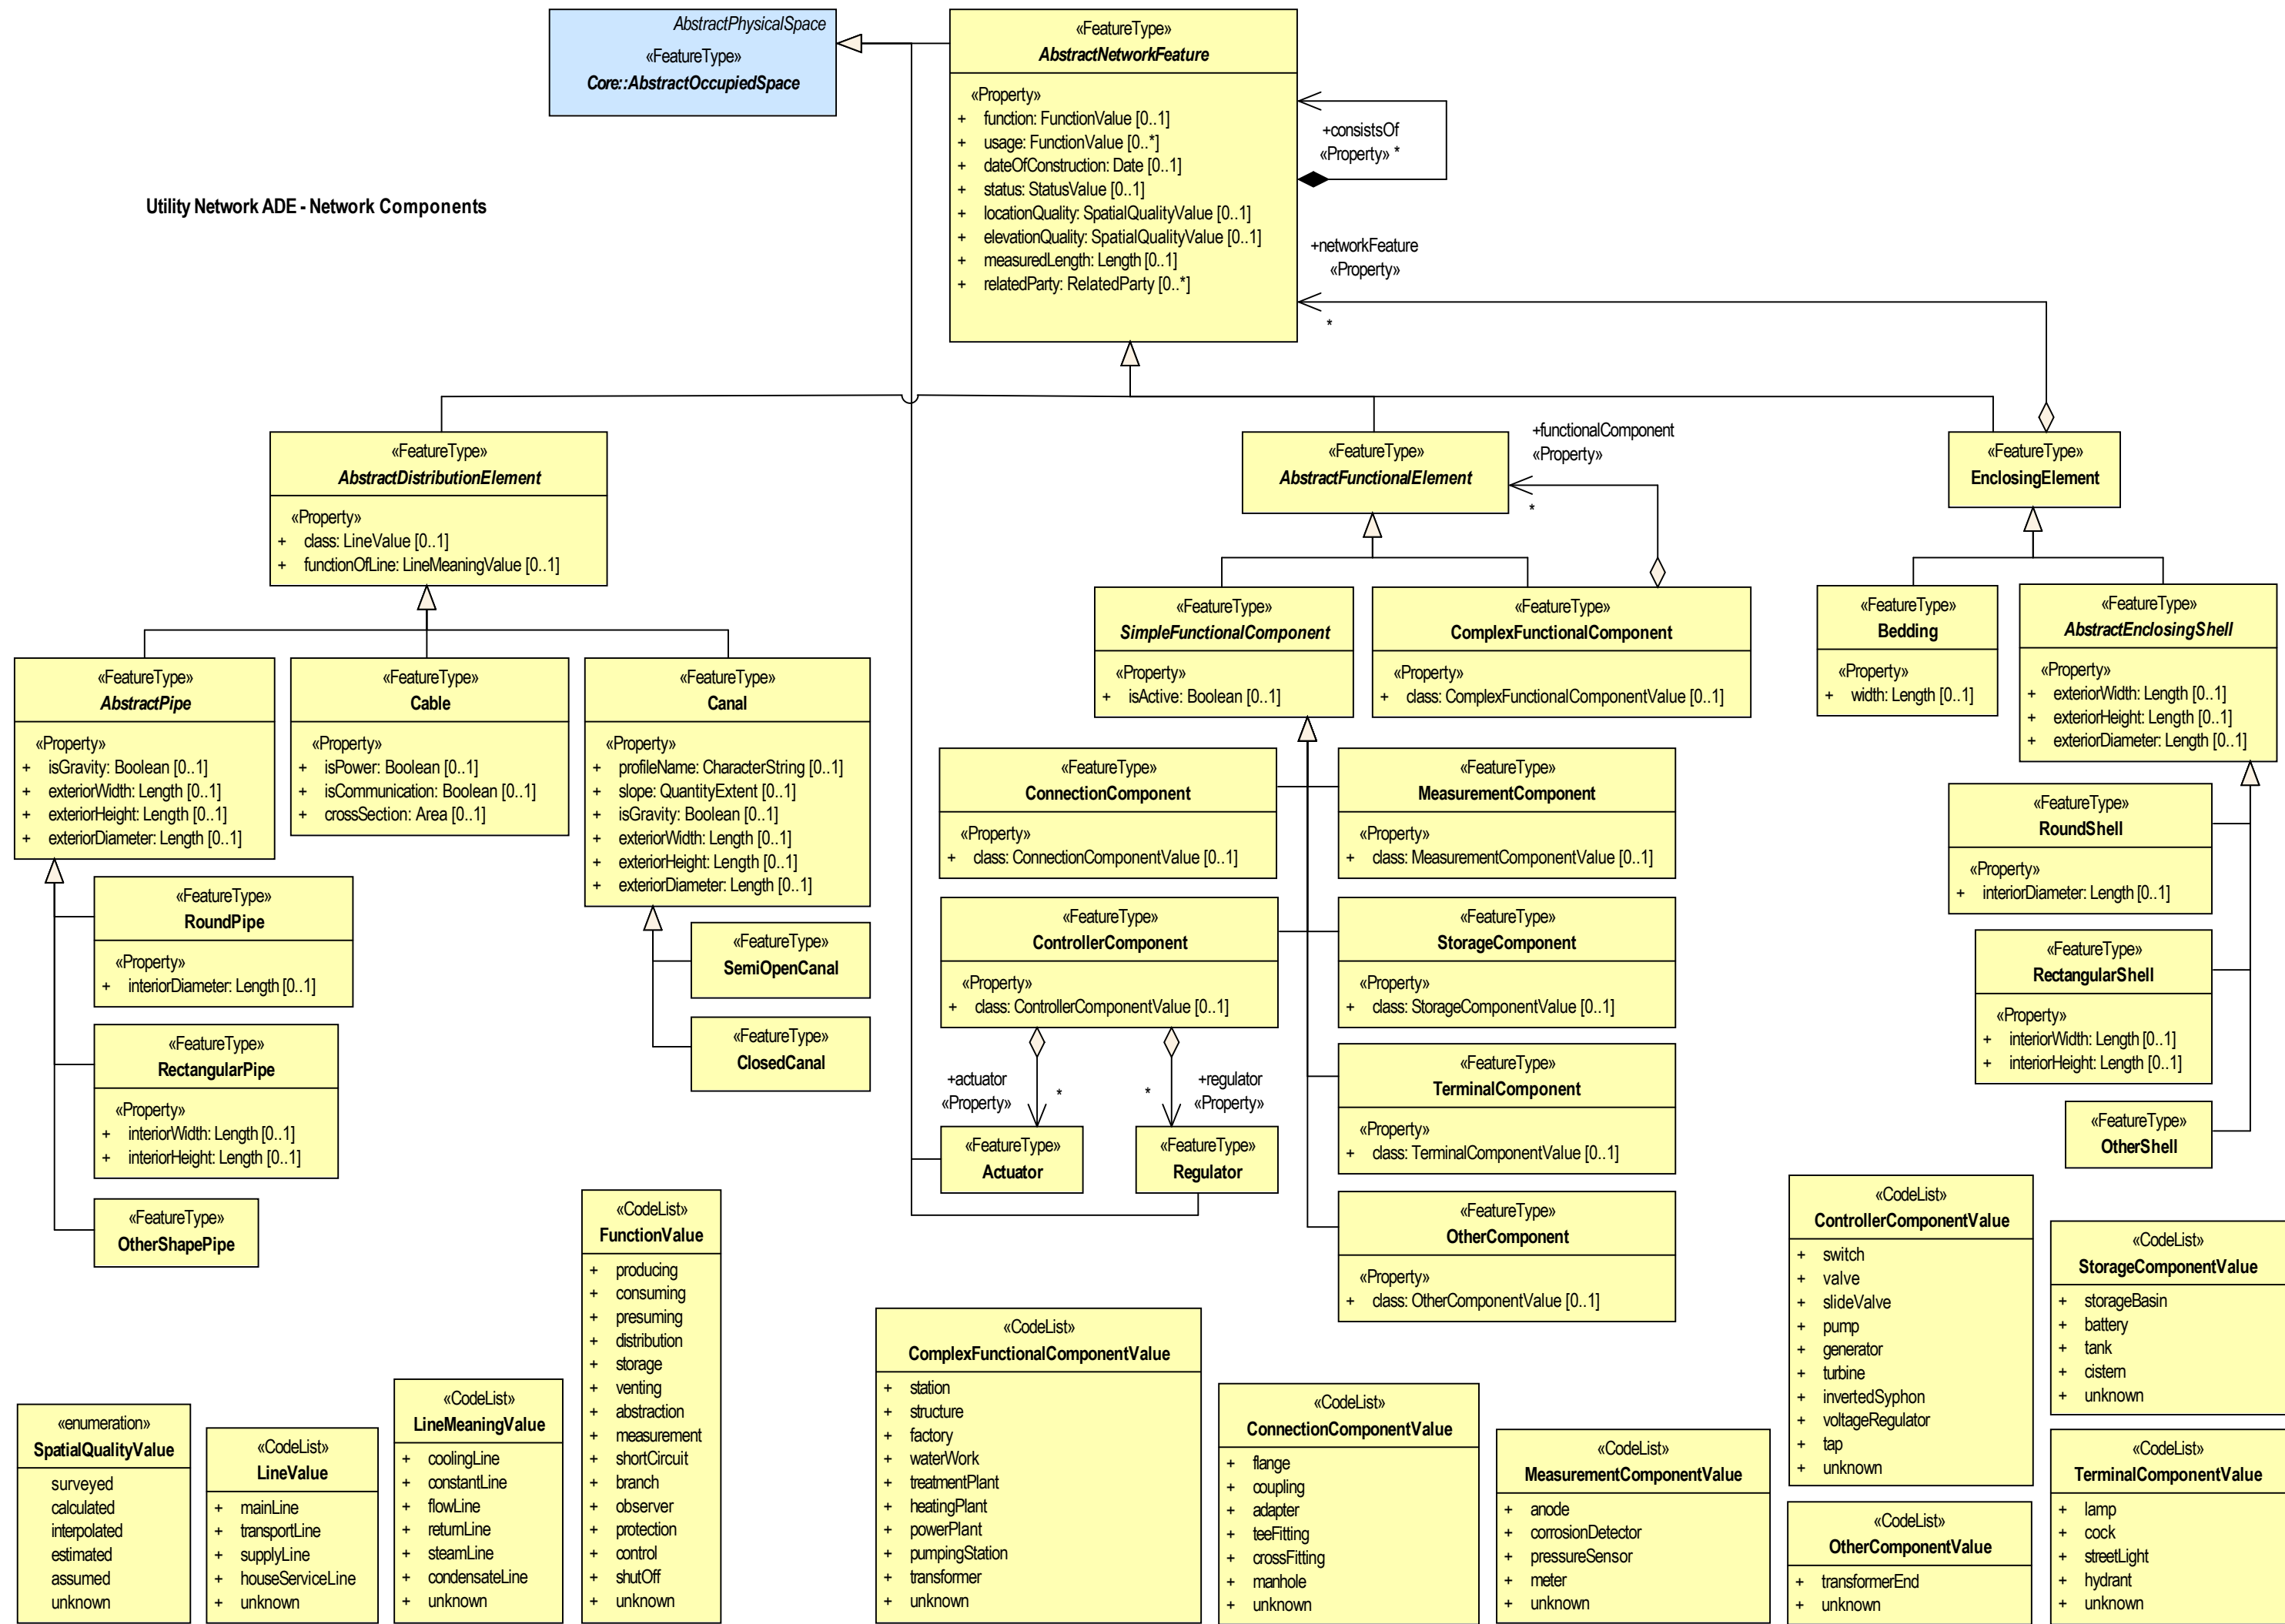 AbstractPhysicalSpace
«FeatureType»
Core::AbstractOccupiedSpace
«FeatureType»
AbstractNetworkFeature
«Property»
+ function: FunctionValue [0..1]
+ usage: FunctionValue [0..*]
+ dateOfConstruction: Date [0..1]
+ status: StatusValue [0..1]
+ locationQuality: SpatialQualityValue [0..1]
+ elevationQuality: SpatialQualityValue [0..1]
+ measuredLength: Length [0..1]
+ relatedParty: RelatedParty [0..*]
+consistsOf
«Property» *
+networkFeature
«Property»
*
Utility Network ADE - Network Components
«FeatureType»
AbstractDistributionElement
«Property»
+ class: LineValue [0..1]
+ functionOfLine: LineMeaningValue [0..1]
«FeatureType»
AbstractFunctionalElement
+functionalComponent
«Property»
*
«FeatureType»
EnclosingElement
«FeatureType»
AbstractPipe
«Property»
+ isGravity: Boolean [0..1]
+ exteriorWidth: Length [0..1]
+ exteriorHeight: Length [0..1]
+ exteriorDiameter: Length [0..1]
«FeatureType»
Cable
«Property»
+ isPower: Boolean [0..1]
+ isCommunication: Boolean [0..1]
+ crossSection: Area [0..1]
«FeatureType»
Canal
«Property»
+ profileName: CharacterString [0..1]
+ slope: QuantityExtent [0..1]
+ isGravity: Boolean [0..1]
+ exteriorWidth: Length [0..1]
+ exteriorHeight: Length [0..1]
+ exteriorDiameter: Length [0..1]
«FeatureType»
SimpleFunctionalComponent
«Property»
+ isActive: Boolean [0..1]
«FeatureType»
ComplexFunctionalComponent
«Property»
+ class: ComplexFunctionalComponentValue [0..1]
«FeatureType»
Bedding
«Property»
+ width: Length [0..1]
«FeatureType»
AbstractEnclosingShell
«Property»
+ exteriorWidth: Length [0..1]
+ exteriorHeight: Length [0..1]
+ exteriorDiameter: Length [0..1]
«FeatureType»
RoundPipe
«Property»
+ interiorDiameter: Length [0..1]
«FeatureType»
RectangularPipe
«Property»
+ interiorWidth: Length [0..1]
+ interiorHeight: Length [0..1]
«FeatureType»
OtherShapePipe
«FeatureType»
SemiOpenCanal
«FeatureType»
ClosedCanal
«FeatureType»
ConnectionComponent
«Property»
+ class: ConnectionComponentValue [0..1]
«FeatureType»
MeasurementComponent
«Property»
+ class: MeasurementComponentValue [0..1]
«FeatureType»
ControllerComponent
«Property»
+ class: ControllerComponentValue [0..1]
«FeatureType»
StorageComponent
«Property»
+ class: StorageComponentValue [0..1]
+actuator
«Property»
*
+regulator
«Property»
*
«FeatureType»
Actuator
«FeatureType»
Regulator
«FeatureType»
TerminalComponent
«Property»
+ class: TerminalComponentValue [0..1]
«FeatureType»
OtherComponent
«Property»
+ class: OtherComponentValue [0..1]
«FeatureType»
RoundShell
«Property»
+ interiorDiameter: Length [0..1]
«FeatureType»
RectangularShell
«Property»
+ interiorWidth: Length [0..1]
+ interiorHeight: Length [0..1]
«FeatureType»
OtherShell
«enumeration»
SpatialQualityValue
surveyed
calculated
interpolated
estimated
assumed
unknown
«CodeList»
LineValue
+ mainLine
+ transportLine
+ supplyLine
+ houseServiceLine
+ unknown
«CodeList»
LineMeaningValue
+ coolingLine
+ constantLine
+ flowLine
+ returnLine
+ steamLine
+ condensateLine
+ unknown
«CodeList»
FunctionValue
+ producing
+ consuming
+ presuming
+ distribution
+ storage
+ venting
+ abstraction
+ measurement
+ shortCircuit
+ branch
+ observer
+ protection
+ control
+ shutOff
+ unknown
«CodeList»
ComplexFunctionalComponentValue
+ station
+ structure
+ factory
+ waterWork
+ treatmentPlant
+ heatingPlant
+ powerPlant
+ pumpingStation
+ transformer
+ unknown
«CodeList»
ConnectionComponentValue
+ flange
+ coupling
+ adapter
+ teeFitting
+ crossFitting
+ manhole
+ unknown
«CodeList»
MeasurementComponentValue
+ anode
+ corrosionDetector
+ pressureSensor
+ meter
+ unknown
«CodeList»
ControllerComponentValue
+ switch
+ valve
+ slideValve
+ pump
+ generator
+ turbine
+ invertedSyphon
+ voltageRegulator
+ tap
+ unknown
«CodeList»
OtherComponentValue
+ transformerEnd
+ unknown
«CodeList»
StorageComponentValue
+ storageBasin
+ battery
+ tank
+ cistern
+ unknown
«CodeList»
TerminalComponentValue
+ lamp
+ cock
+ streetLight
+ hydrant
+ unknown